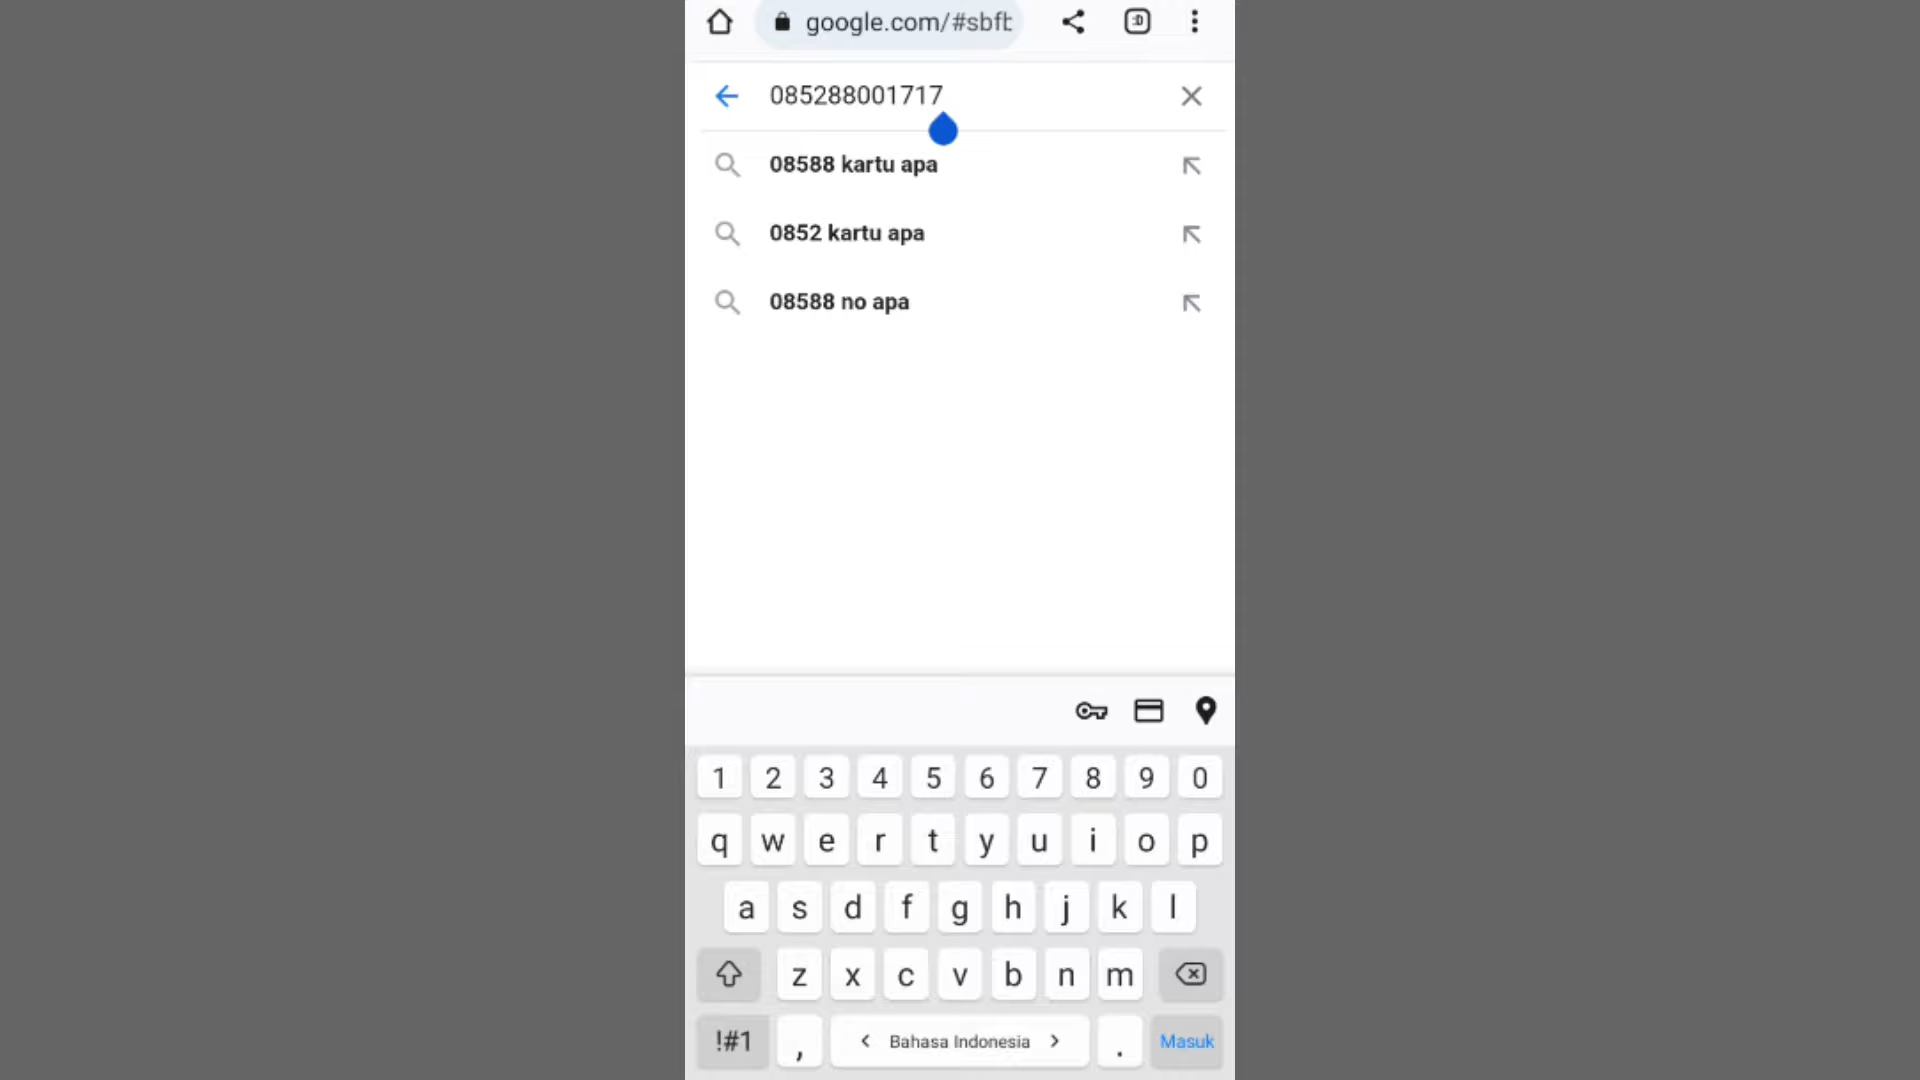 google.com/#sbfb
:D
085288001717
08588 kartu apa
0852 kartu apa
08588 no apa
1 2 3 4 5 6 7 8 9 0
q w e r t y u i o p
a s d f g h j k l
z x c v b n m
!#1 , < Bahasa Indonesia > . Masuk